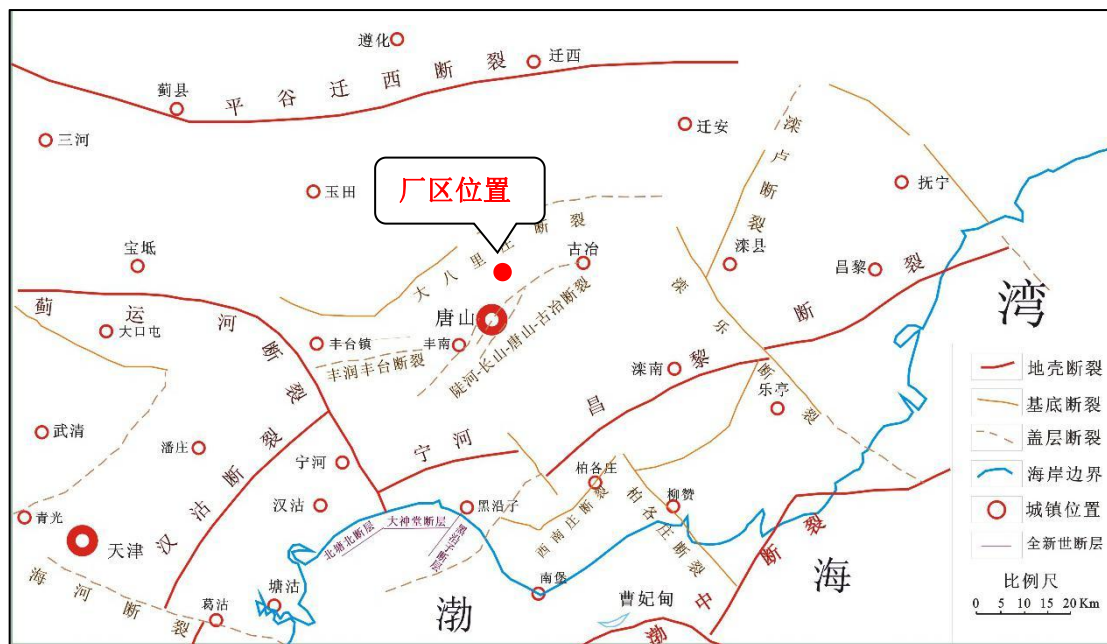 遵化
迁西
平谷迁西断裂
蓟县
三河
迁安
滦卢断裂
抚宁
玉田
厂区位置
大八里庄断裂
宝坻
古冶
滦县
昌黎
蓟运河断裂
大口屯
唐山
丰台镇
丰南
丰润丰台断裂
陡河-长山-唐山-古冶断裂
滦乐断裂
宁河昌黎断裂
滦南
乐亭
湾
地壳断裂
基底断裂
盖层断裂
海岸边界
城镇位置
全新世断层
比例尺
0 5 10 15 20 Km
武清
潘庄
汉沽断裂
宁河
汉沽
黑沿子
柏各庄
柳赞
西南庄断裂
柏各庄断裂
青光
天津
北塘北断层
大神堂断层
黑沿子断层
海河断裂
塘沽
葛沽
南堡
曹妃甸
渤中断裂
渤
海